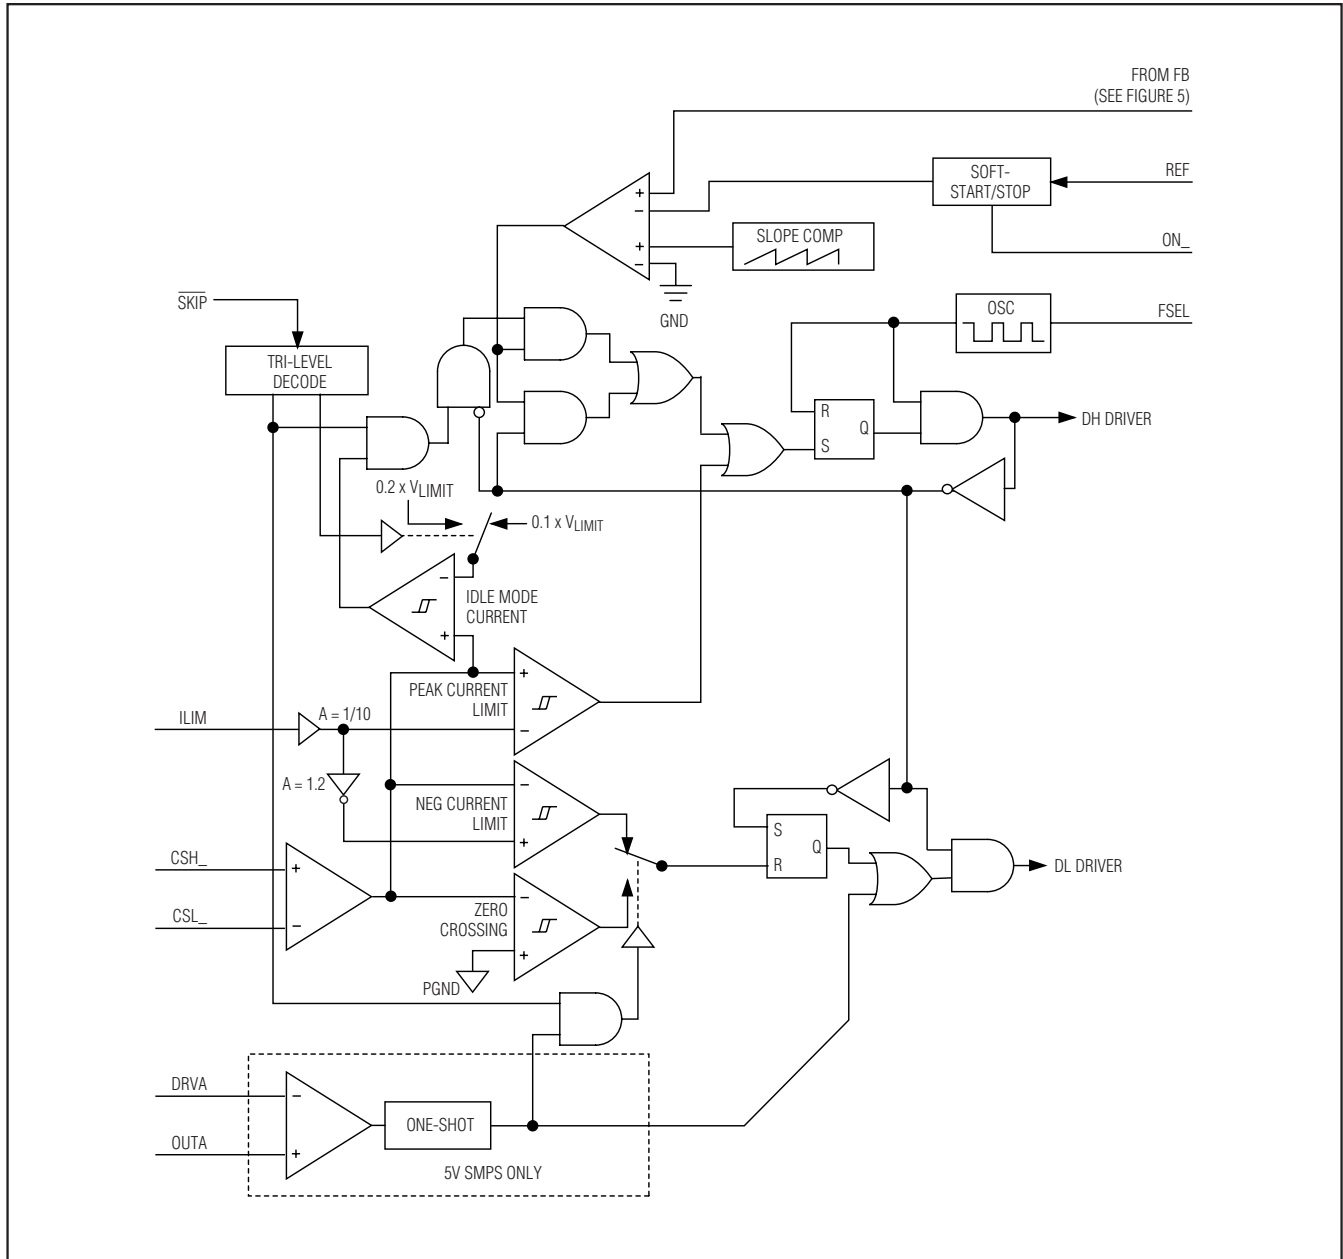 FROM FB
(SEE FIGURE 5)
SOFT-
START/STOP
REF
+
−
SLOPE COMP
+
−
ON_
SKIP
GND
OSC
FSEL
TRI-LEVEL
DECODE
R
Q
S
DH DRIVER
0.2 x VLIMIT
0.1 x VLIMIT
−
IDLE MODE
CURRENT
+
PEAK CURRENT
LIMIT
+
−
ILIM
A = 1/10
A = 1.2
NEG CURRENT
LIMIT
−
+
S
Q
R
CSH_
+
CSL_
−
ZERO
CROSSING
−
+
DL DRIVER
PGND
DRVA
−
ONE-SHOT
OUTA
+
5V SMPS ONLY